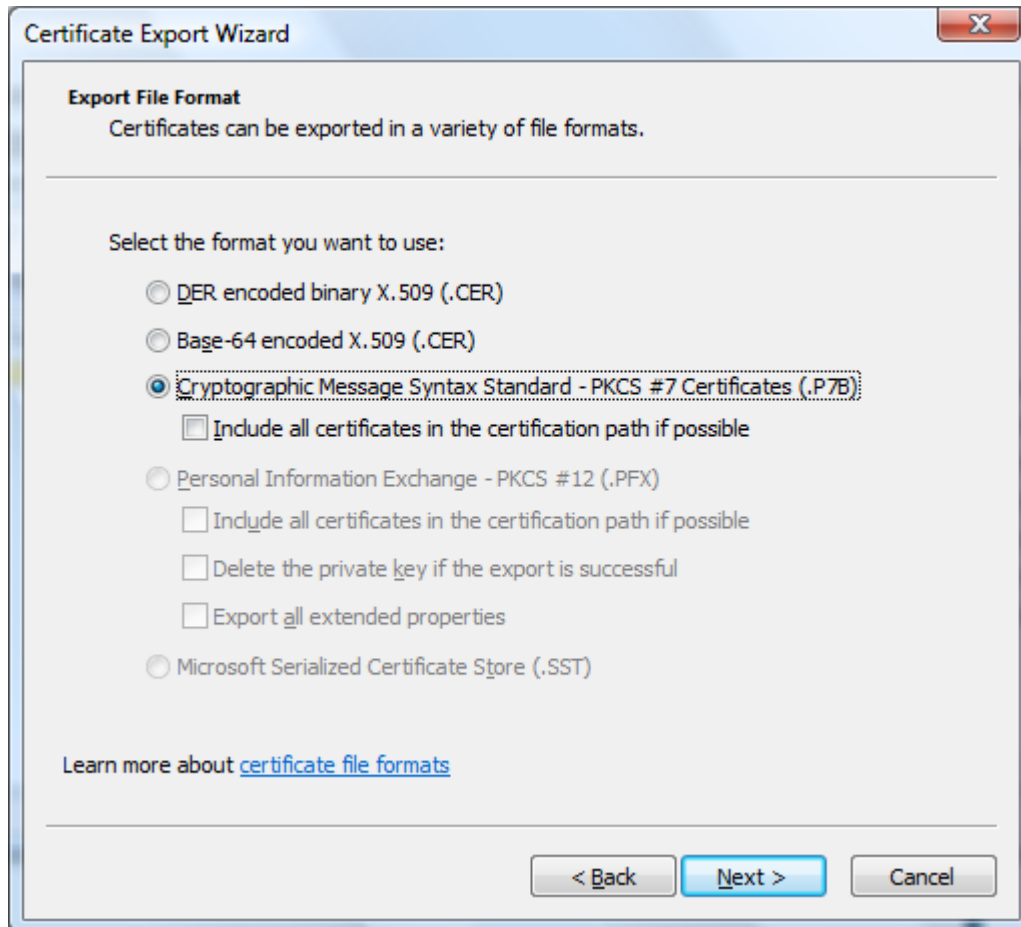 Certificate Export Wizard
Export File Format
Certificates can be exported in a variety of file formats.
Select the format you want to use:
DER encoded binary X.509 (.CER)
Base-64 encoded X.509 (.CER)
Cryptographic Message Syntax Standard - PKCS #7 Certificates (.P7B)
Include all certificates in the certification path if possible
Personal Information Exchange - PKCS #12 (.PFX)
Include all certificates in the certification path if possible
Delete the private key if the export is successful
Export all extended properties
Microsoft Serialized Certificate Store (.SST)
Learn more about certificate file formats
< Back Next > Cancel